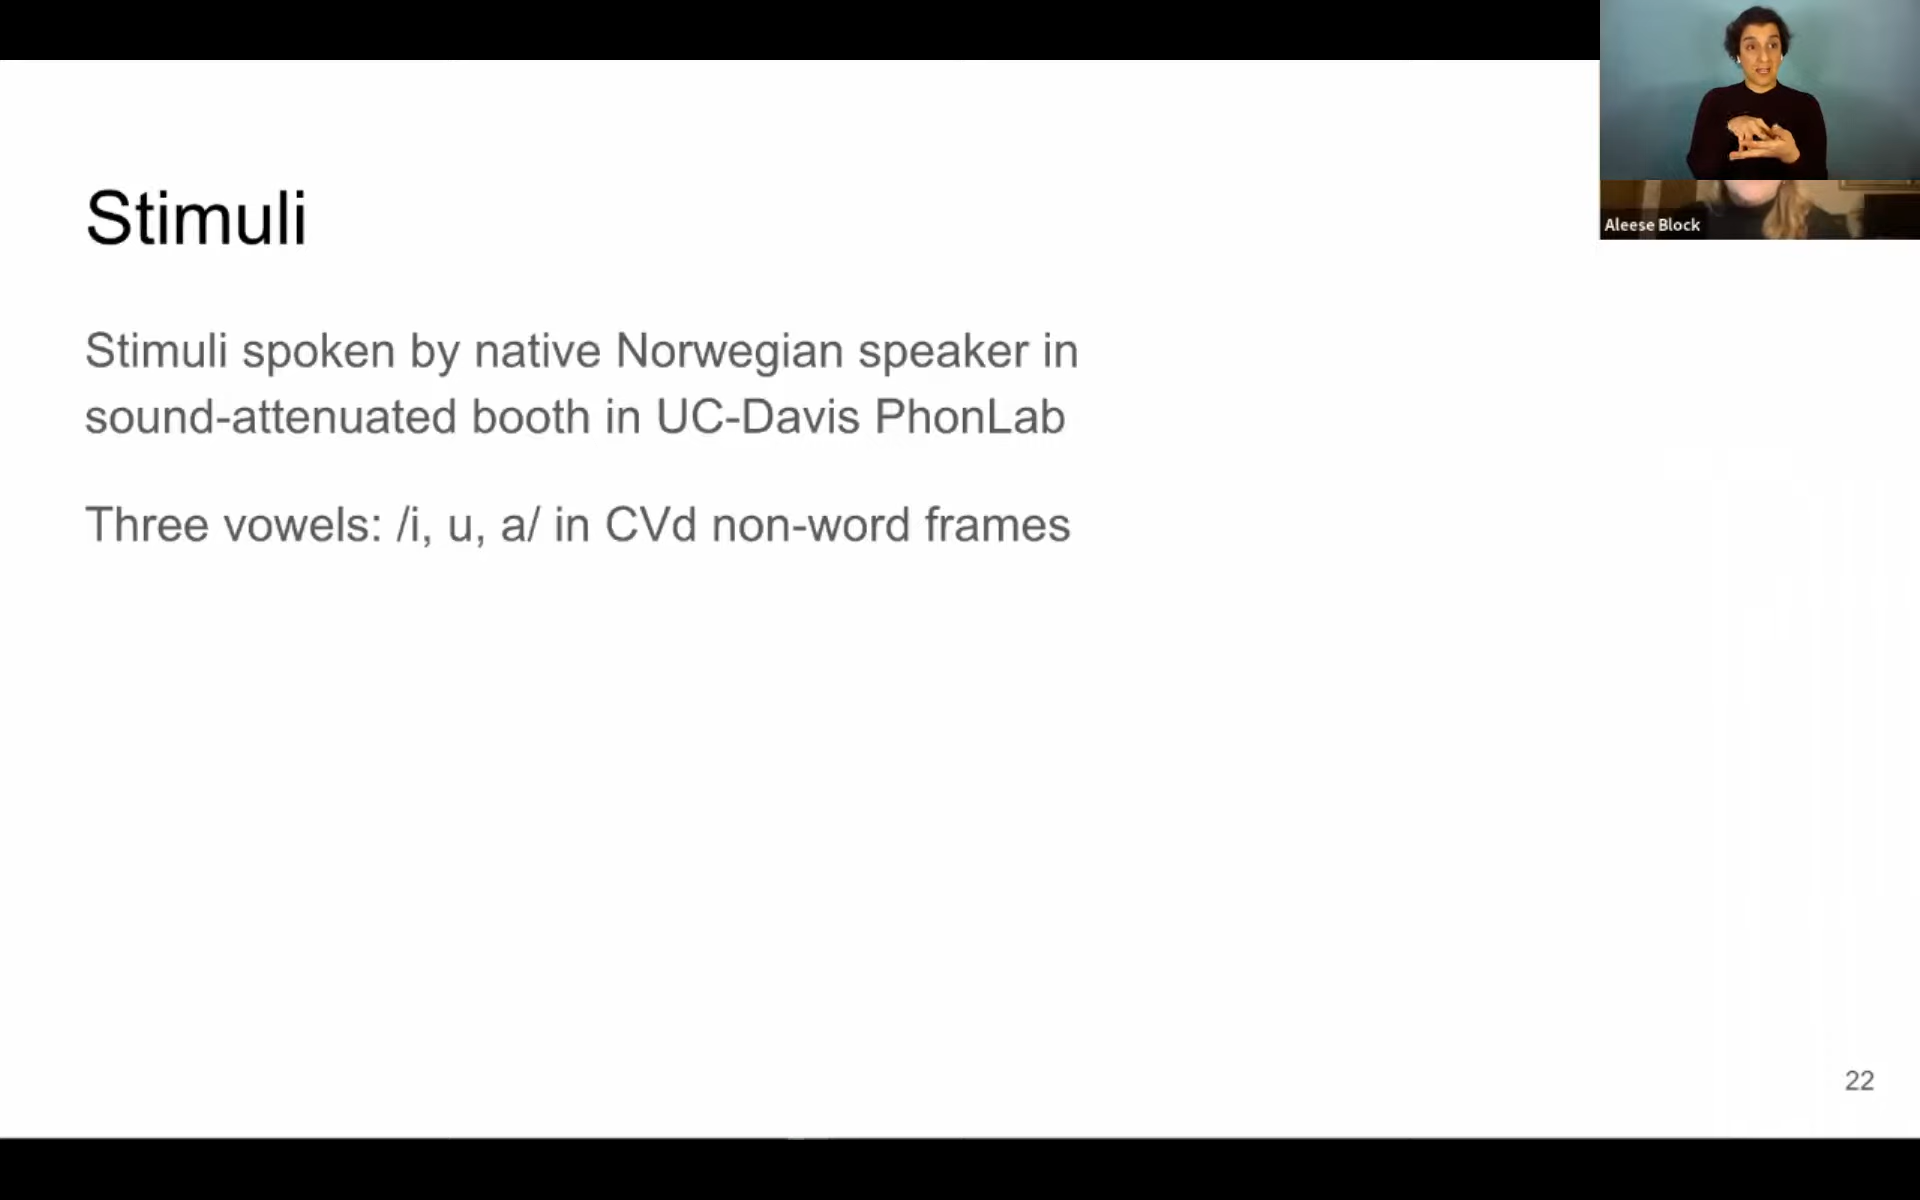 Aleese Block
Stimuli
Stimuli spoken by native Norwegian speaker in
sound-attenuated booth in UC-Davis PhonLab
Three vowels: /i, u, a/ in CVd non-word frames
22